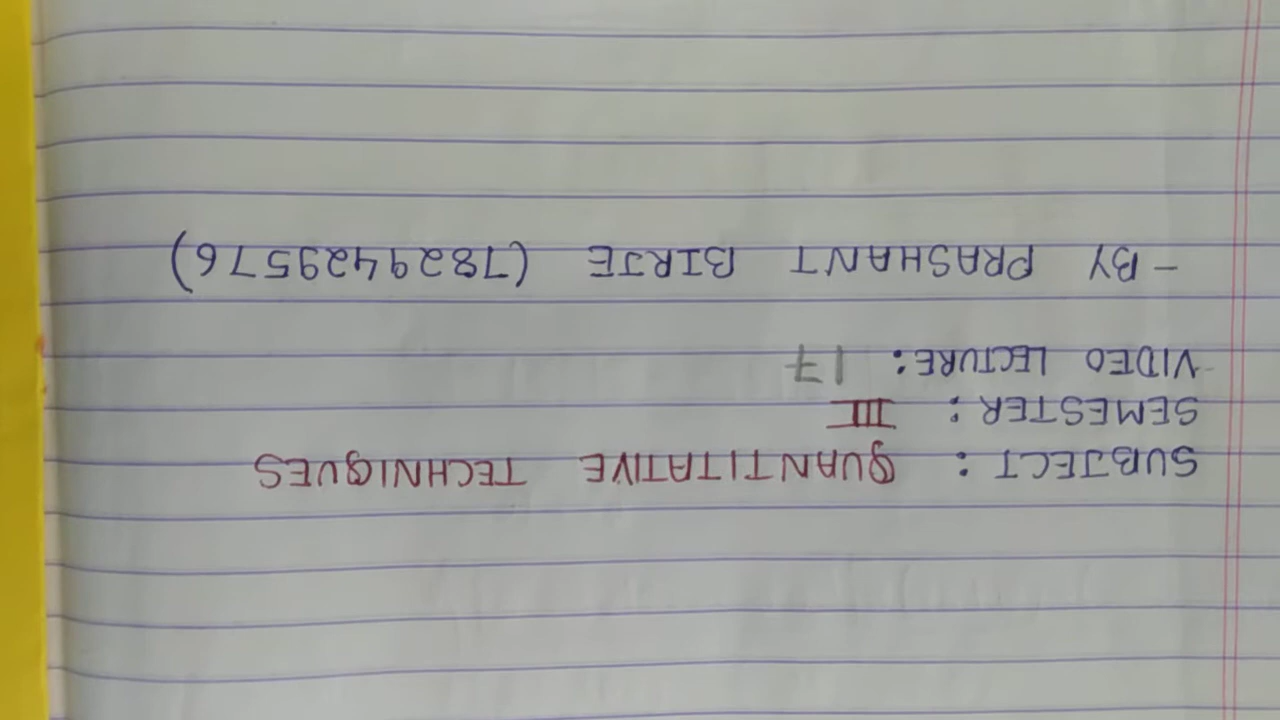 SUBJECT: QUANTITATIVE TECHNIQUES
SEMESTER: III
VIDEO LECTURE: 17
- BY PRASHANT BIRJE (7829429576)